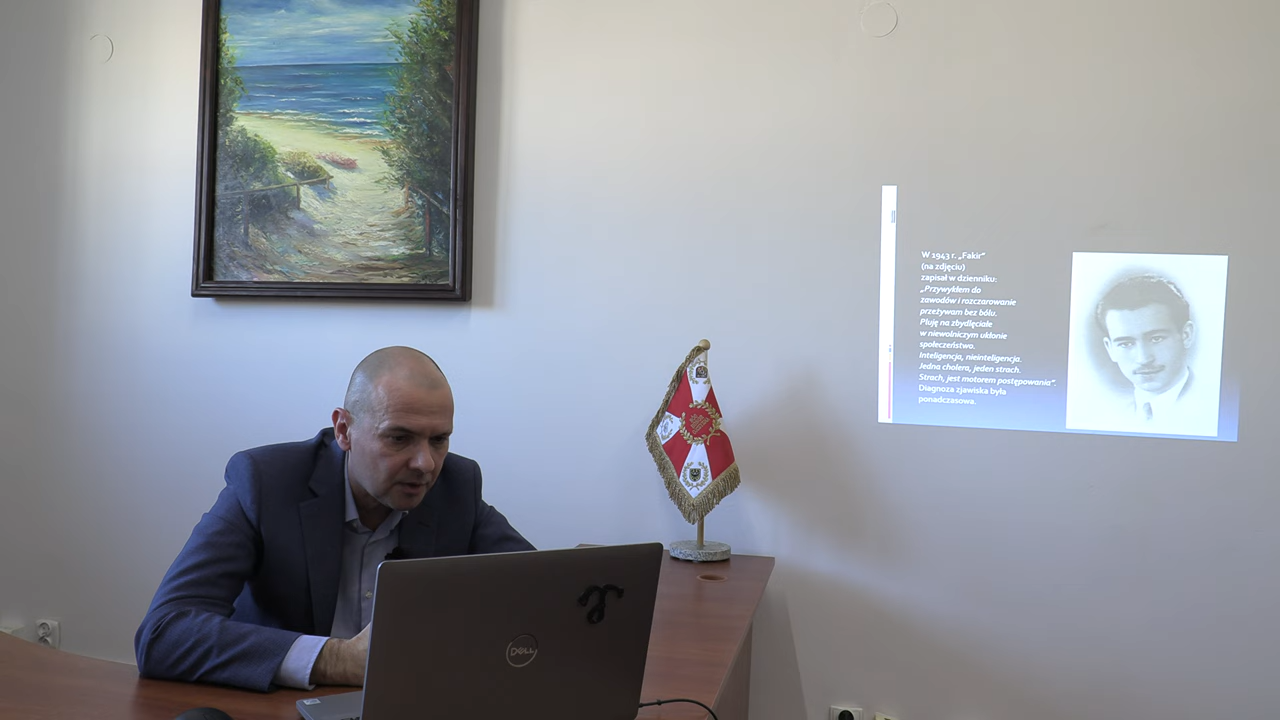 W 1943 r. „Fakir”
(na zdjęciu)
zapisał w dzienniku:
„Przywykłem do
zawodów i rozczarowanie
przeżywam bez bólu.
Pluję na zbydlęciałe
w niewolniczym ukłonie
społeczeństwo.
Inteligencja, nieinteligencja.
Jedna cholera, jeden strach.
Strach, jest motorem postępowania”.
Diagnoza zjawiska była
ponadczasowa.
DELL